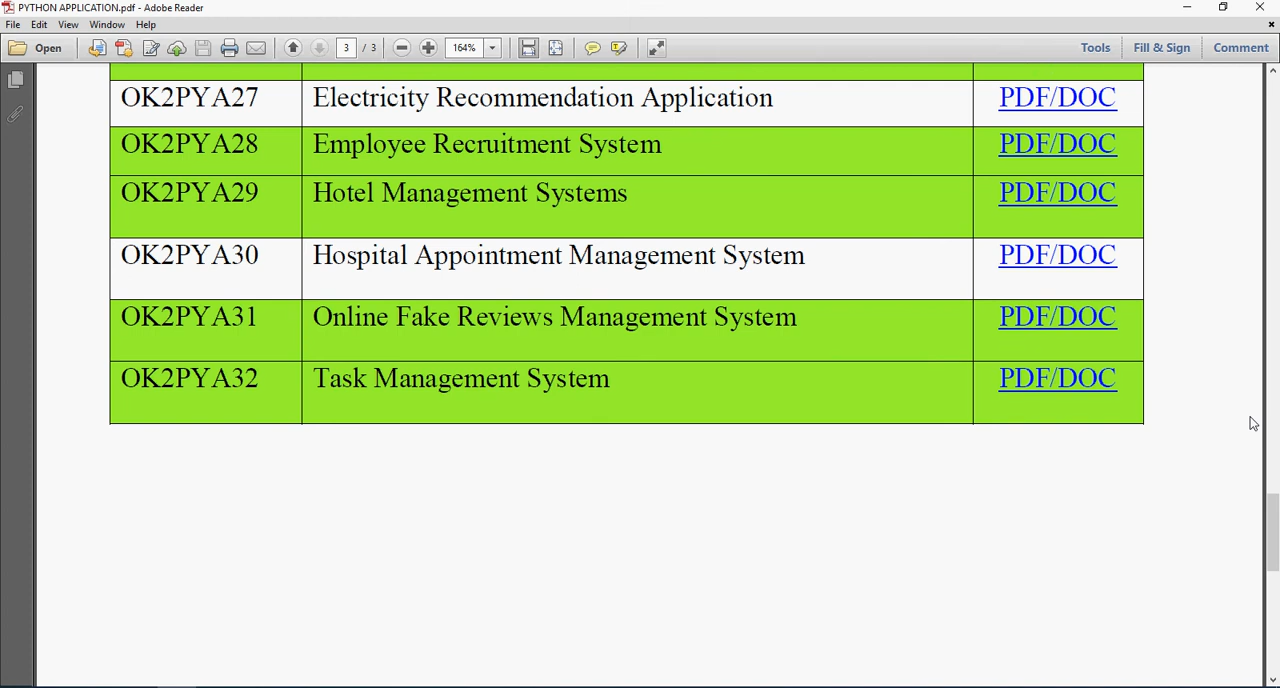 PYTHON APPLICATION.pdf - Adobe Reader
File Edit View Window Help
Open 3 / 3 164% Tools Fill & Sign Comment
OK2PYA27 Electricity Recommendation Application PDF/DOC
OK2PYA28 Employee Recruitment System PDF/DOC
OK2PYA29 Hotel Management Systems PDF/DOC
OK2PYA30 Hospital Appointment Management System PDF/DOC
OK2PYA31 Online Fake Reviews Management System PDF/DOC
OK2PYA32 Task Management System PDF/DOC